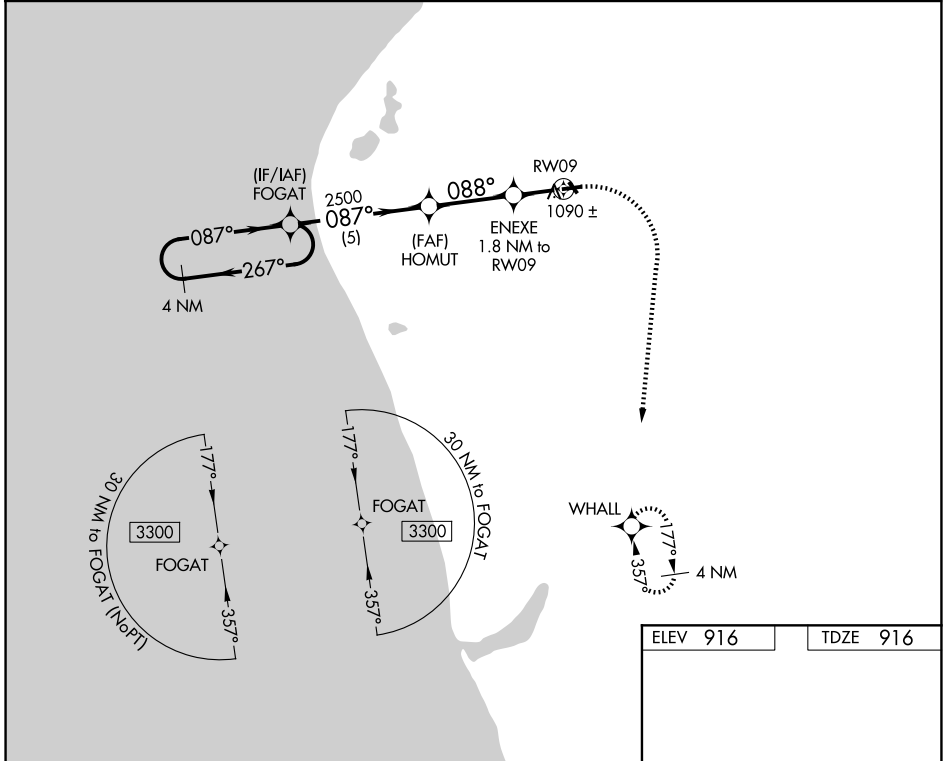 RW09
(IF/IAF)
FOGAT
2500
087°
(5)
088°
1090 ±
ENEXE
1.8 NM to
RW09
(FAF)
HOMUT
087°
267°
4 NM
177°
30 NM to FOGAT (NoPT)
3300
FOGAT
357°
177°
30 NM to FOGAT
FOGAT
3300
357°
WHALL
177°
357°
4 NM
ELEV 916
TDZE 916